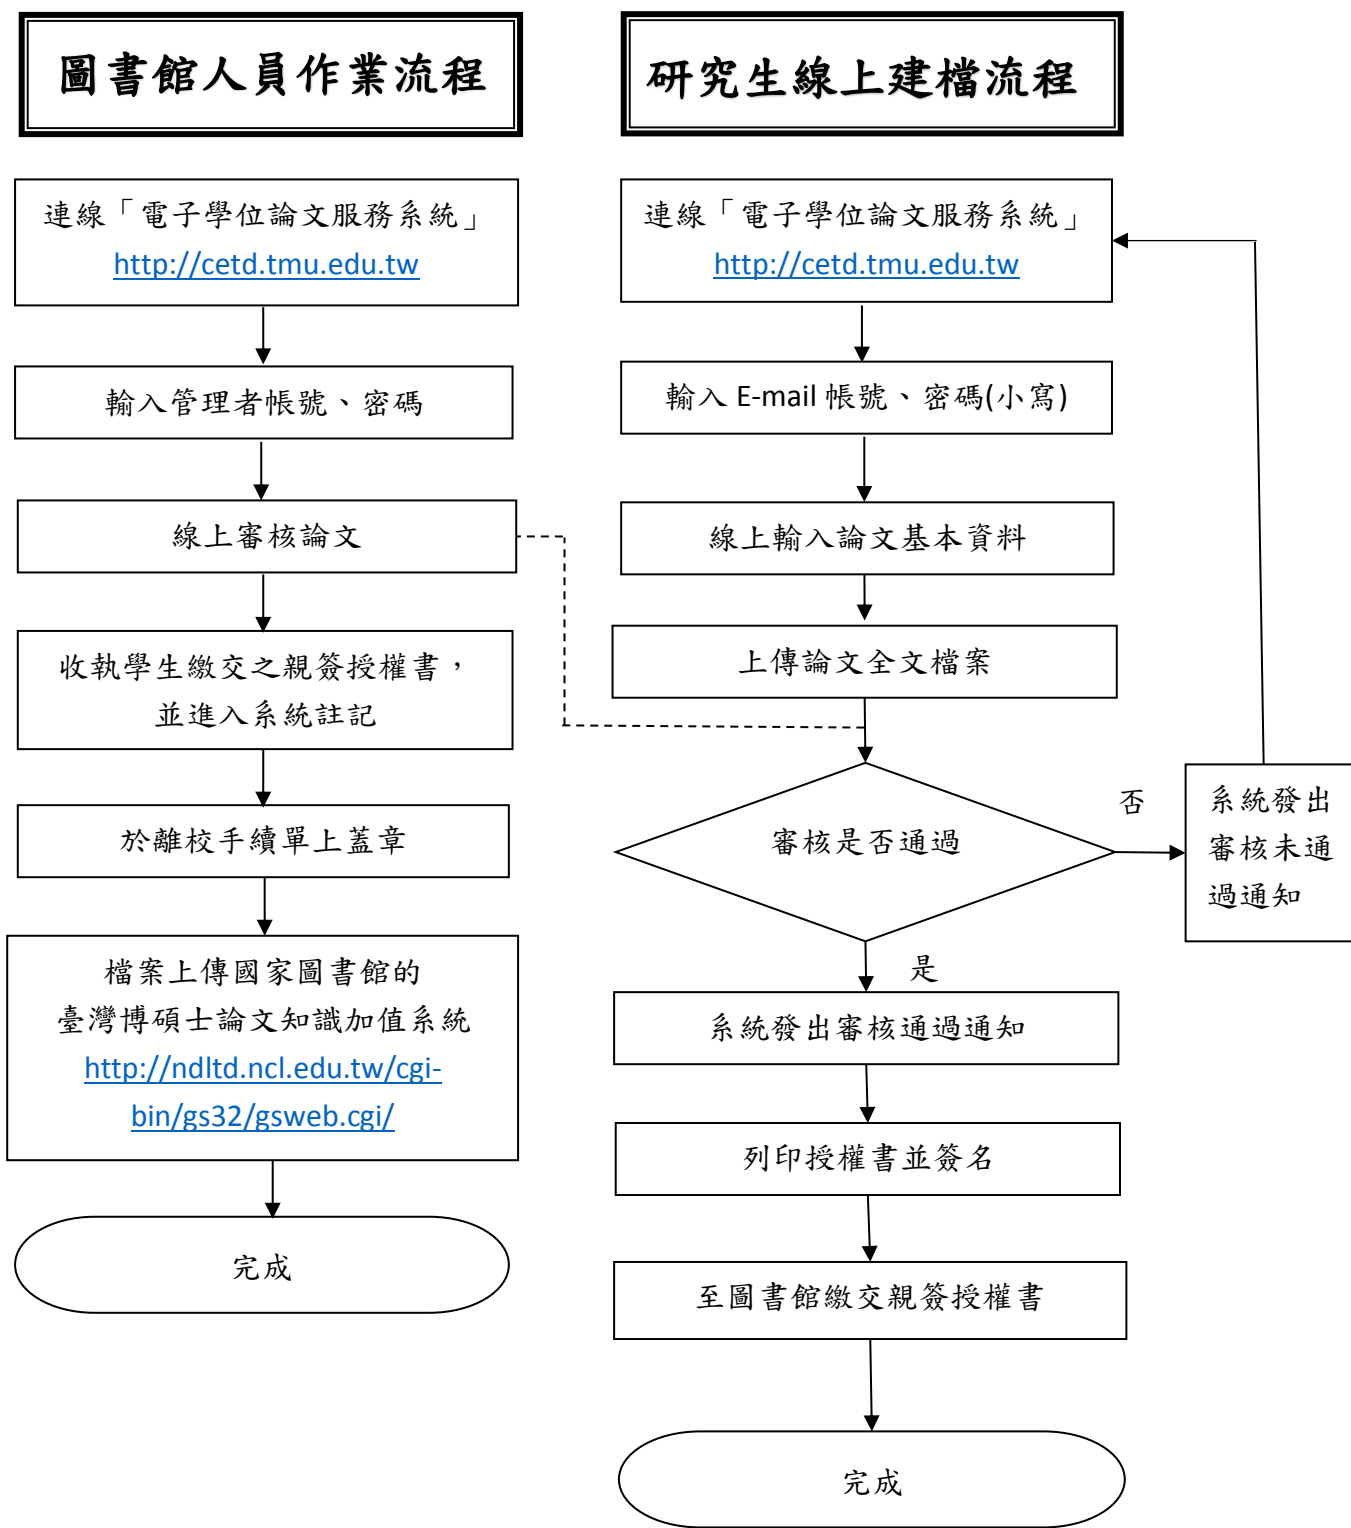 圖書館人員作業流程
連線「電子學位論文服務系統」
http://cetd.tmu.edu.tw
輸入管理者帳號、密碼
線上審核論文
收執學生繳交之親簽授權書，
並進入系統註記
於離校手續單上蓋章
檔案上傳國家圖書館的
臺灣博碩士論文知識加值系統
http://ndltd.ncl.edu.tw/cgi-
bin/gs32/gsweb.cgi/
完成
研究生線上建檔流程
連線「電子學位論文服務系統」
http://cetd.tmu.edu.tw
輸入 E-mail 帳號、密碼(小寫)
線上輸入論文基本資料
上傳論文全文檔案
審核是否通過
否
系統發出
審核未通
過通知
是
系統發出審核通過通知
列印授權書並簽名
至圖書館繳交親簽授權書
完成